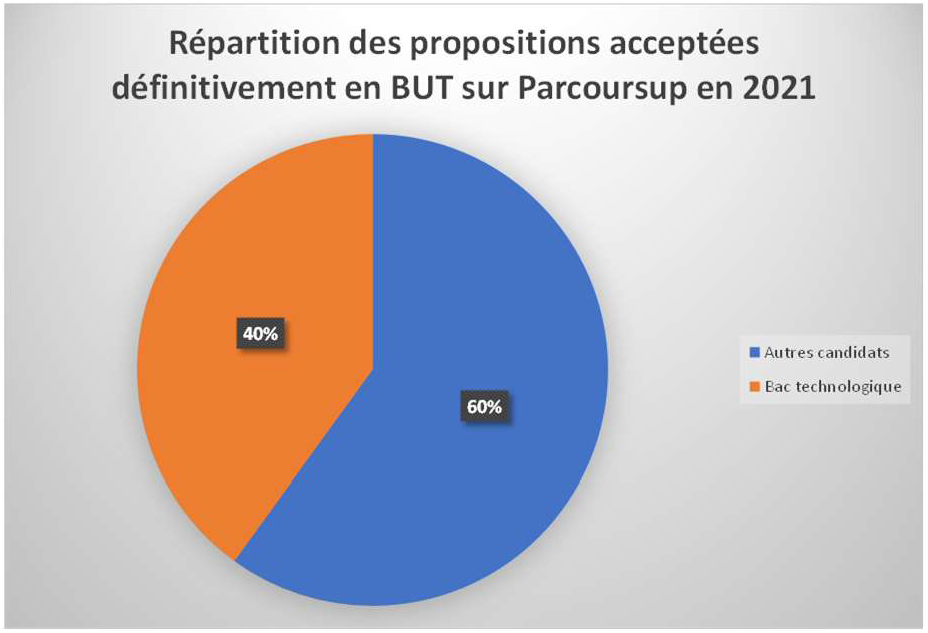 Répartition des propositions acceptées
définitivement en BUT sur Parcoursup en 2021
40%
60%
Autres candidats
Bac technologique